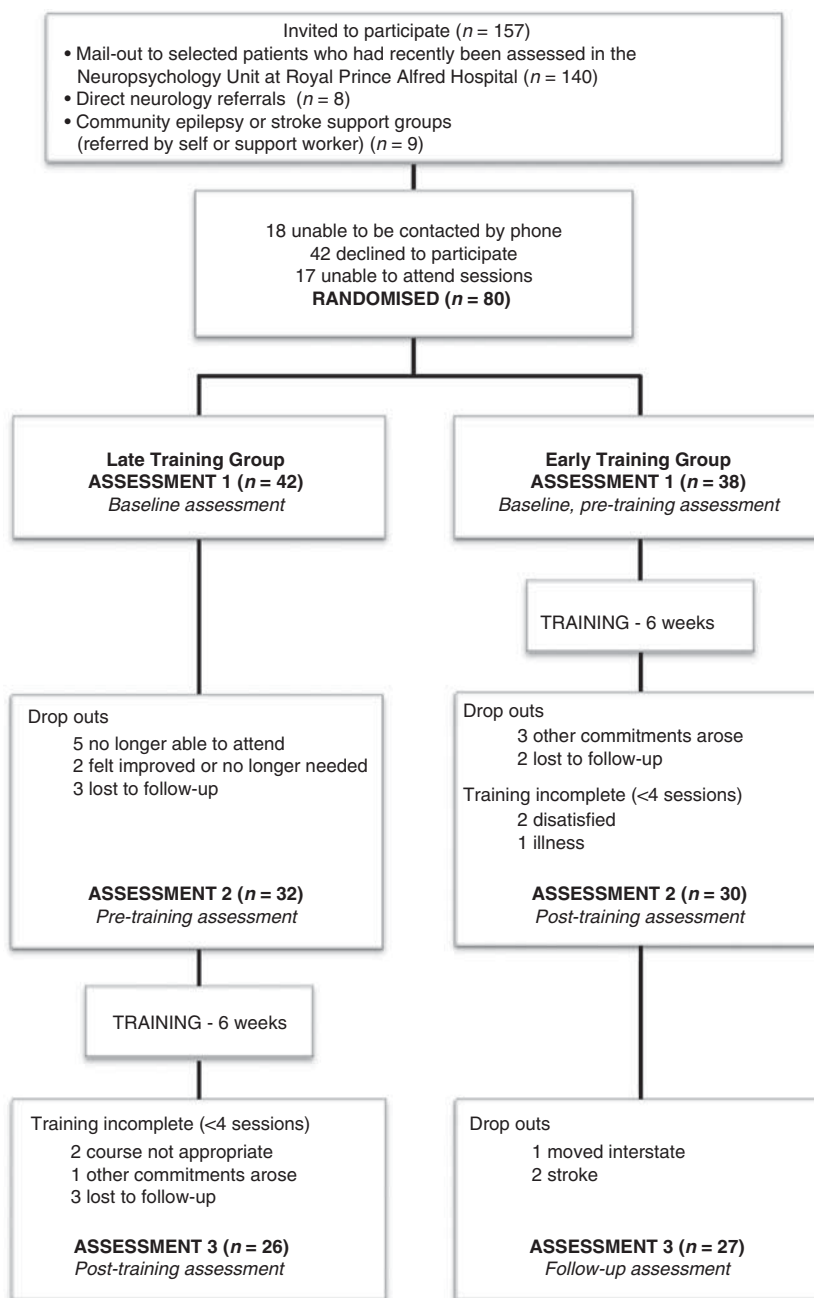 Invited to participate (n = 157)
• Mail-out to selected patients who had recently been assessed in the
Neuropsychology Unit at Royal Prince Alfred Hospital (n = 140)
• Direct neurology referrals (n = 8)
• Community epilepsy or stroke support groups
(referred by self or support worker) (n = 9)
18 unable to be contacted by phone
42 declined to participate
17 unable to attend sessions
RANDOMISED (n = 80)
Late Training Group
ASSESSMENT 1 (n = 42)
Baseline assessment
Early Training Group
ASSESSMENT 1 (n = 38)
Baseline, pre-training assessment
TRAINING - 6 weeks
Drop outs
5 no longer able to attend
2 felt improved or no longer needed
3 lost to follow-up
ASSESSMENT 2 (n = 32)
Pre-training assessment
Drop outs
3 other commitments arose
2 lost to follow-up
Training incomplete (<4 sessions)
2 disatisfied
1 illness
ASSESSMENT 2 (n = 30)
Post-training assessment
TRAINING - 6 weeks
Training incomplete (<4 sessions)
2 course not appropriate
1 other commitments arose
3 lost to follow-up
ASSESSMENT 3 (n = 26)
Post-training assessment
Drop outs
1 moved interstate
2 stroke
ASSESSMENT 3 (n = 27)
Follow-up assessment